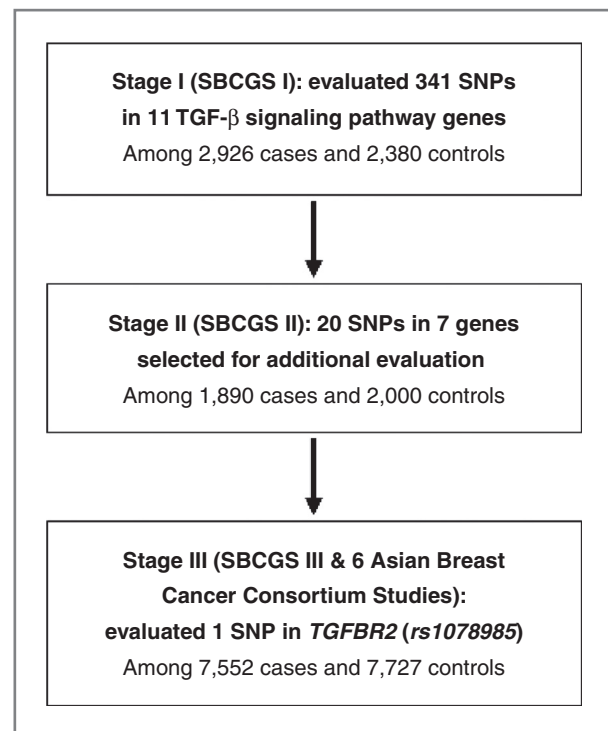 Stage I (SBCGS I): evaluated 341 SNPs
in 11 TGF-β signaling pathway genes
Among 2,926 cases and 2,380 controls
Stage II (SBCGS II): 20 SNPs in 7 genes
selected for additional evaluation
Among 1,890 cases and 2,000 controls
Stage III (SBCGS III & 6 Asian Breast
Cancer Consortium Studies):
evaluated 1 SNP in TGFBR2 (rs1078985)
Among 7,552 cases and 7,727 controls